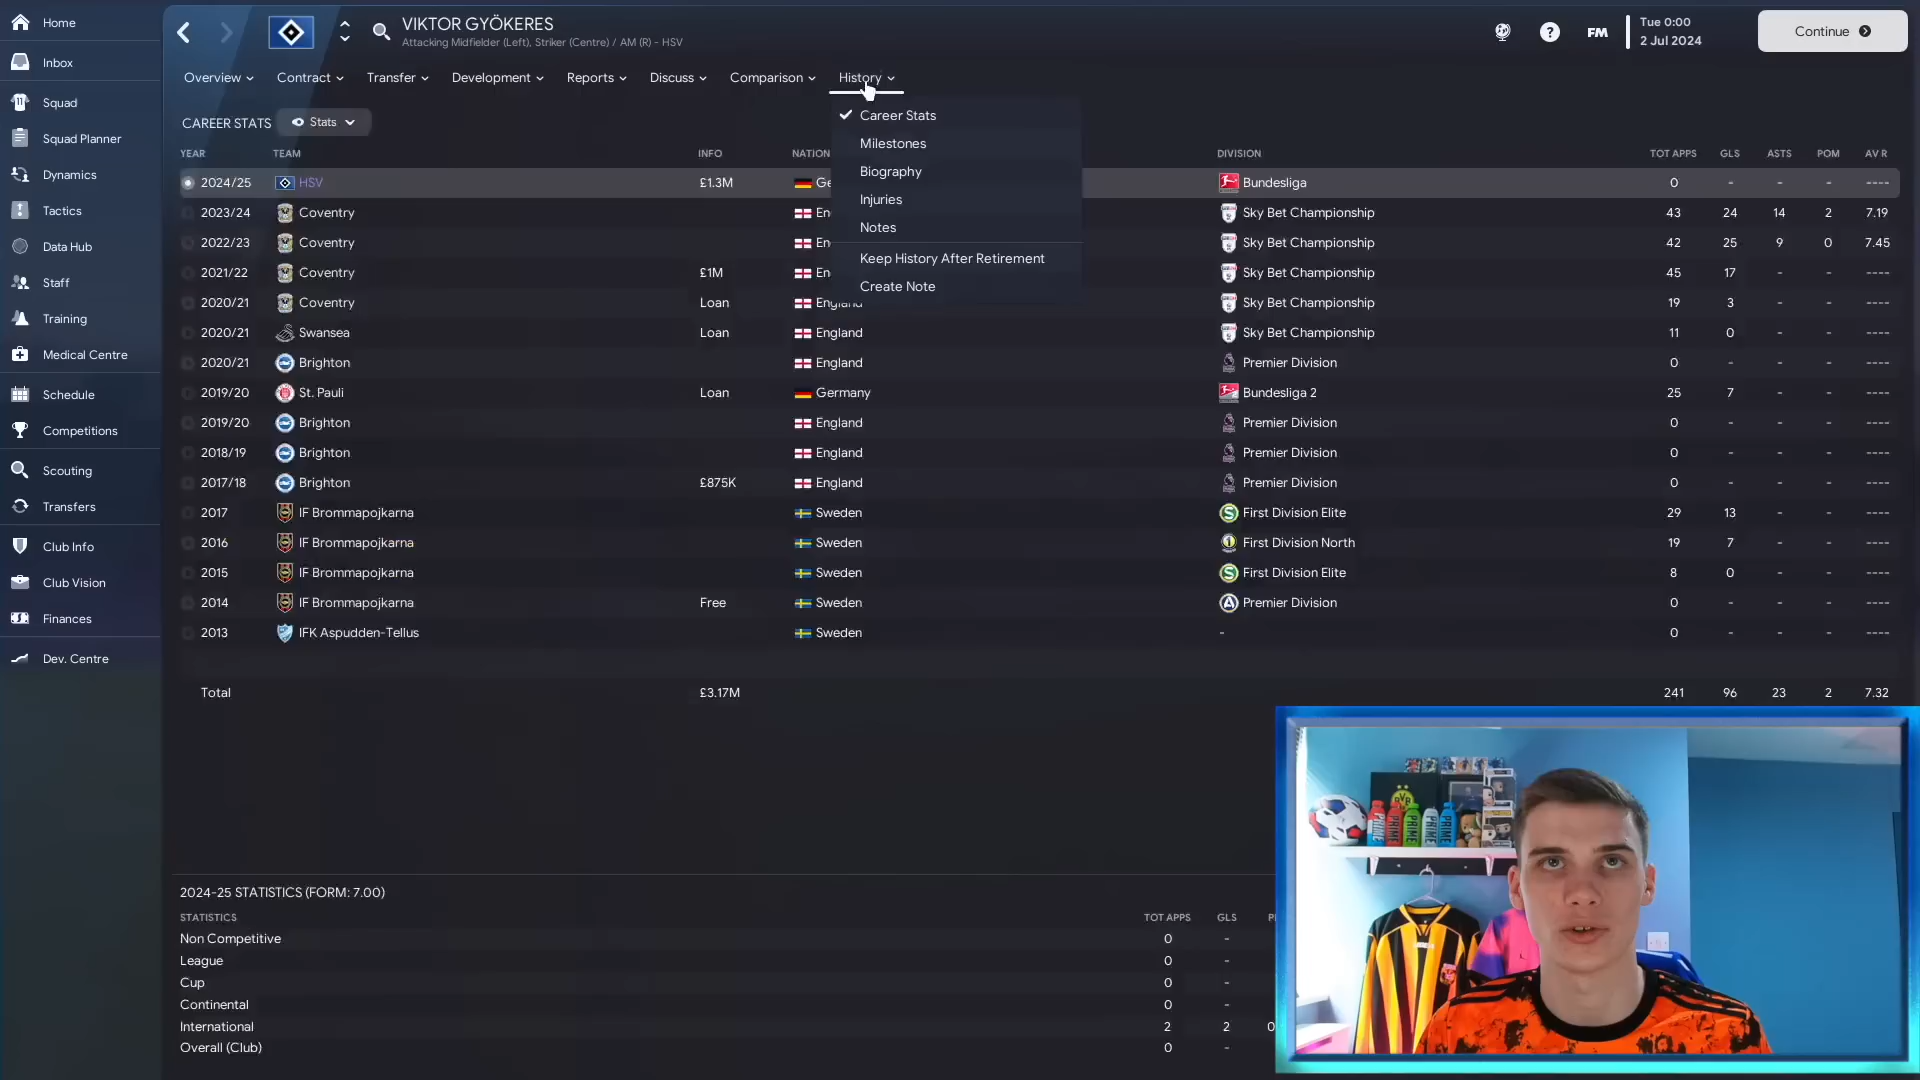 Home
Inbox
Squad
Squad Planner
Dynamics
Tactics
Data Hub
Staff
Training
Medical Centre
Schedule
Competitions
Scouting
Transfers
Club Info
Club Vision
Finances
Dev. Centre
VIKTOR GYÖKERES
Attacking Midfielder (Left), Striker (Centre) / AM (R) - HSV
? FM Tue 0:00
2 Jul 2024
Continue
Overview Contract Transfer Development Reports Discuss Comparison History
CAREER STATS Stats
Career Stats
Milestones
Biography
Injuries
Notes
Keep History After Retirement
Create Note
YEAR TEAM INFO NATION DIVISION TOT APPS GLS ASTS POM AV R
2024/25 HSV £1.3M Ge Bundesliga 0 - - - ----
2023/24 Coventry En Sky Bet Championship 43 24 14 2 7.19
2022/23 Coventry En Sky Bet Championship 42 25 9 0 7.45
2021/22 Coventry £1M En Sky Bet Championship 45 17 - - ----
2020/21 Coventry Loan England Sky Bet Championship 19 3 - - ----
2020/21 Swansea Loan England Sky Bet Championship 11 0 - - ----
2020/21 Brighton England Premier Division 0 - - - ----
2019/20 St. Pauli Loan Germany Bundesliga 2 25 7 - - ----
2019/20 Brighton England Premier Division 0 - - - ----
2018/19 Brighton England Premier Division 0 - - - ----
2017/18 Brighton £875K England Premier Division 0 - - - ----
2017 IF Brommapojkarna Sweden First Division Elite 29 13 - - ----
2016 IF Brommapojkarna Sweden First Division North 19 7 - - ----
2015 IF Brommapojkarna Sweden First Division Elite 8 0 - - ----
2014 IF Brommapojkarna Free Sweden Premier Division 0 - - - ----
2013 IFK Aspudden-Tellus Sweden - 0 - - - ----
Total £3.17M 241 96 23 2 7.32
2024-25 STATISTICS (FORM: 7.00)
STATISTICS TOT APPS GLS
Non Competitive 0 -
League 0 -
Cup 0 -
Continental 0 -
International 2 2 0
Overall (Club) 0 -
BVB
PRIME PRIME PRIME PRIME PRIME